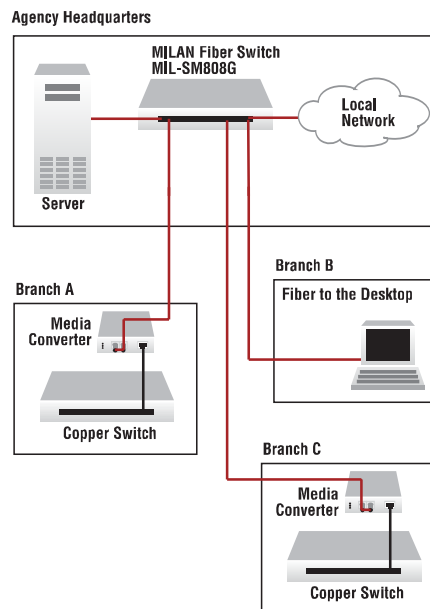 Agency Headquarters
MILAN Fiber Switch
MIL-SM808G
Local
Network
Server
Branch B
Fiber to the Desktop
Branch A
Media
Converter
Copper Switch
Branch C
Media
Converter
Copper Switch